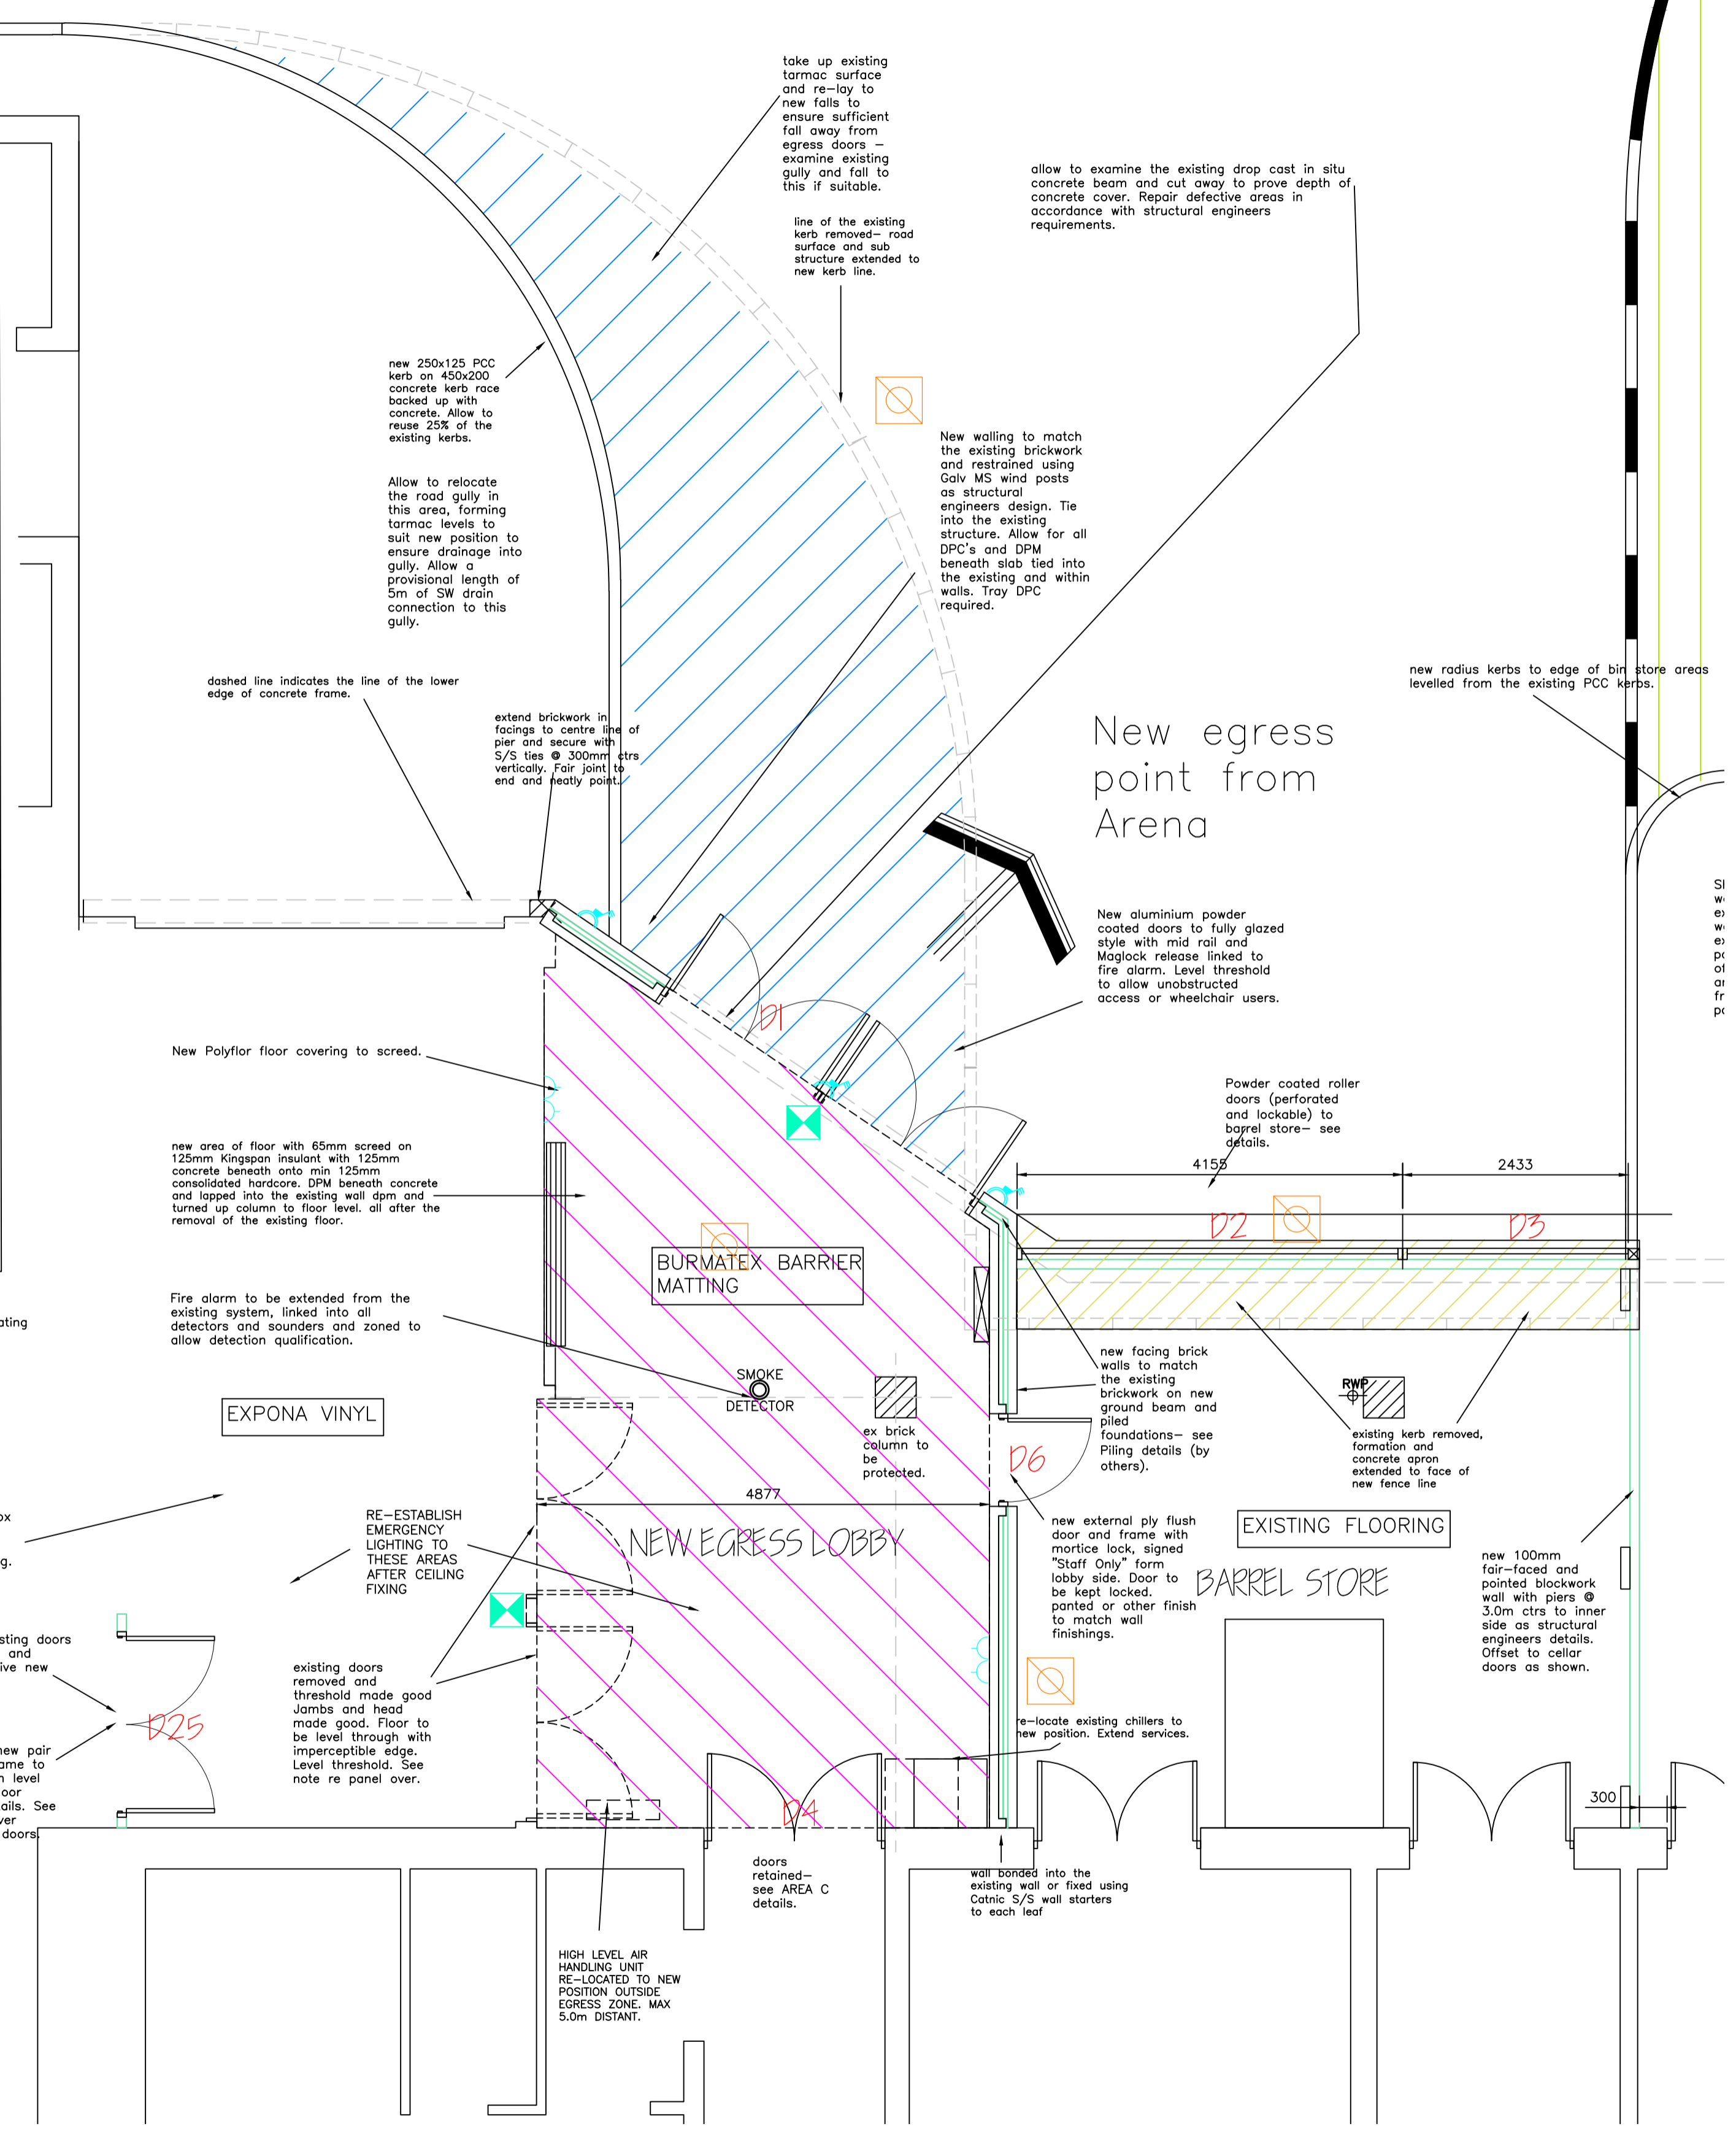 take up existing
tarmac surface
and re-lay to
new falls to
ensure sufficient
fall away from
egress doors –
examine existing
gully and fall to
this if suitable.
allow to examine the existing drop cast in situ
concrete beam and cut away to prove depth of
concrete cover. Repair defective areas in
accordance with structural engineers
requirements.
line of the existing
kerb removed– road
surface and sub
structure extended to
new kerb line.
new 250x125 PCC
kerb on 450x200
concrete kerb race
backed up with
concrete. Allow to
reuse 25% of the
existing kerbs.
New walling to match
the existing brickwork
and restrained using
Galv MS wind posts
as structural
engineers design. Tie
into the existing
structure. Allow for all
DPC's and DPM
beneath slab tied into
the existing and within
walls. Tray DPC
required.
Allow to relocate
the road gully in
this area, forming
tarmac levels to
suit new position to
ensure drainage into
gully. Allow a
provisional length of
5m of SW drain
connection to this
gully.
dashed line indicates the line of the lower
edge of concrete frame.
new radius kerbs to edge of bin store areas
levelled from the existing PCC kerbs.
extend brickwork in
facings to centre line of
pier and secure with
S/S ties @ 300mm ctrs
vertically. Fair joint to
end and neatly point.
New egress
point from
Arena
New aluminium powder
coated doors to fully glazed
style with mid rail and
Maglock release linked to
fire alarm. Level threshold
to allow unobstructed
access or wheelchair users.
D1
New Polyflor floor covering to screed.
Powder coated roller
doors (perforated
and lockable) to
barrel store– see
details.
4155
2433
new area of floor with 65mm screed on
125mm Kingspan insulant with 125mm
concrete beneath onto min 125mm
consolidated hardcore. DPM beneath concrete
and lapped into the existing wall dpm and
turned up column to floor level. all after the
removal of the existing floor.
D2
D3
BURMATEX BARRIER
MATTING
Fire alarm to be extended from the
existing system, linked into all
detectors and sounders and zoned to
allow detection qualification.
ating
SMOKE
DETECTOR
new facing brick
walls to match
the existing
brickwork on new
ground beam and
piled
foundations– see
Piling details (by
others).
RWP
EXPONA VINYL
ex brick
column to
be
protected.
D6
existing kerb removed,
formation and
concrete apron
extended to face of
new fence line
4877
RE–ESTABLISH
EMERGENCY
LIGHTING TO
THESE AREAS
AFTER CEILING
FIXING
NEW EGRESS LOBBY
new external ply flush
door and frame with
mortice lock, signed
"Staff Only" form
lobby side. Door to
be kept locked.
panted or other finish
to match wall
finishings.
EXISTING FLOORING
BARREL STORE
new 100mm
fair–faced and
pointed blockwork
wall with piers @
3.0m ctrs to inner
side as structural
engineers details.
Offset to cellar
doors as shown.
ox
g.
sting doors
and
ive new
existing doors
removed and
threshold made good
Jambs and head
made good. Floor to
be level through with
imperceptible edge.
Level threshold. See
note re panel over.
D25
new pair
ame to
n level
oor
ails. See
ver
doors.
re–locate existing chillers to
new position. Extend services.
300
D4
doors
retained–
see AREA C
details.
wall bonded into the
existing wall or fixed using
Catnic S/S wall starters
to each leaf
HIGH LEVEL AIR
HANDLING UNIT
RE–LOCATED TO NEW
POSITION OUTSIDE
EGRESS ZONE. MAX
5.0m DISTANT.